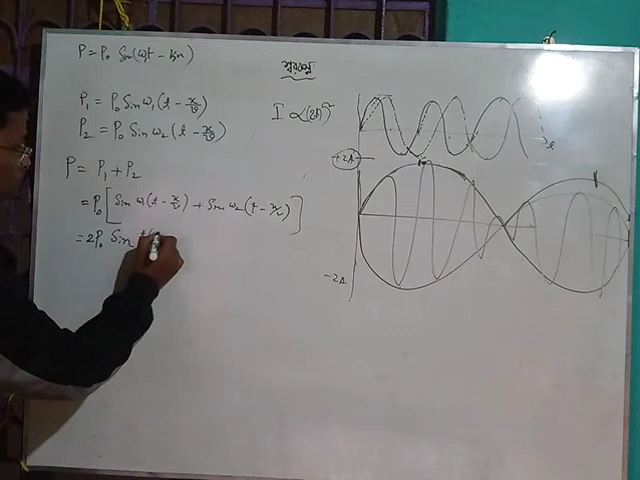 P = P₀ Sin(ωt - kx)
স্বরকম্প
P₁ = P₀ Sin ω₁(t - x/v)
I ∝ (2A)²
P₂ = P₀ Sin ω₂(t - x/v)
t
P = P₁ + P₂
+2A
= P₀[Sin ω₁(t - x/v) + Sin ω₂(t - x/v)]
= 2P₀ Sin
-2A